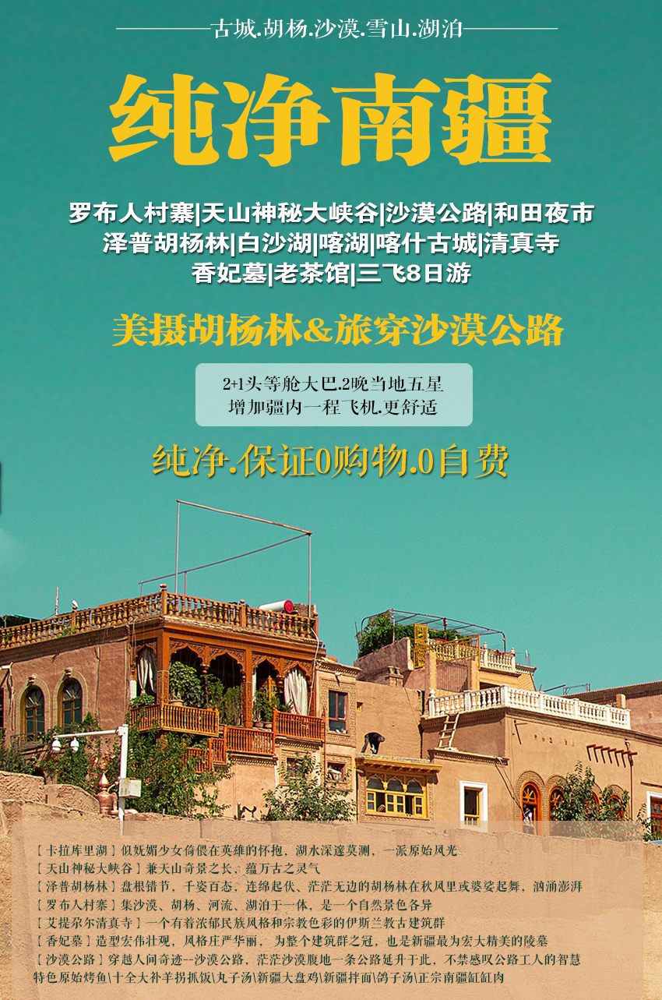 古城.胡杨.沙漠.雪山.湖泊
纯净南疆
罗布人村寨|天山神秘大峡谷|沙漠公路|和田夜市
泽普胡杨林|白沙湖|喀湖|喀什古城|清真寺
香妃墓|老茶馆|三飞8日游
美摄胡杨林&旅穿沙漠公路
2+1头等舱大巴.2晚当地五星
增加疆内一程飞机.更舒适
纯净.保证0购物.0自费
【卡拉库里湖】似妩媚少女倚偎在英雄的怀抱，湖水深邃莫测，一派原始风光
【天山神秘大峡谷】兼天山奇景之长，蕴万古之灵气
【泽普胡杨林】盘根错节，千姿百态，连绵起伏、茫茫无边的胡杨林在秋风里或婆娑起舞，汹涌澎湃
【罗布人村寨】集沙漠、胡杨、河流、湖泊于一体，是一个自然景色各异
【艾提尕尔清真寺】一个有着浓郁民族风格和宗教色彩的伊斯兰教古建筑群
【香妃墓】造型宏伟壮观，风格庄严华丽， 为整个建筑群之冠，也是新疆最为宏大精美的陵墓
【沙漠公路】穿越人间奇迹--沙漠公路，茫茫沙漠腹地一条公路延升于此，不禁感叹公路工人的智慧
特色原始烤鱼\十全大补羊拐抓饭\丸子汤\新疆大盘鸡\新疆拌面\鸽子汤\正宗南疆缸缸肉